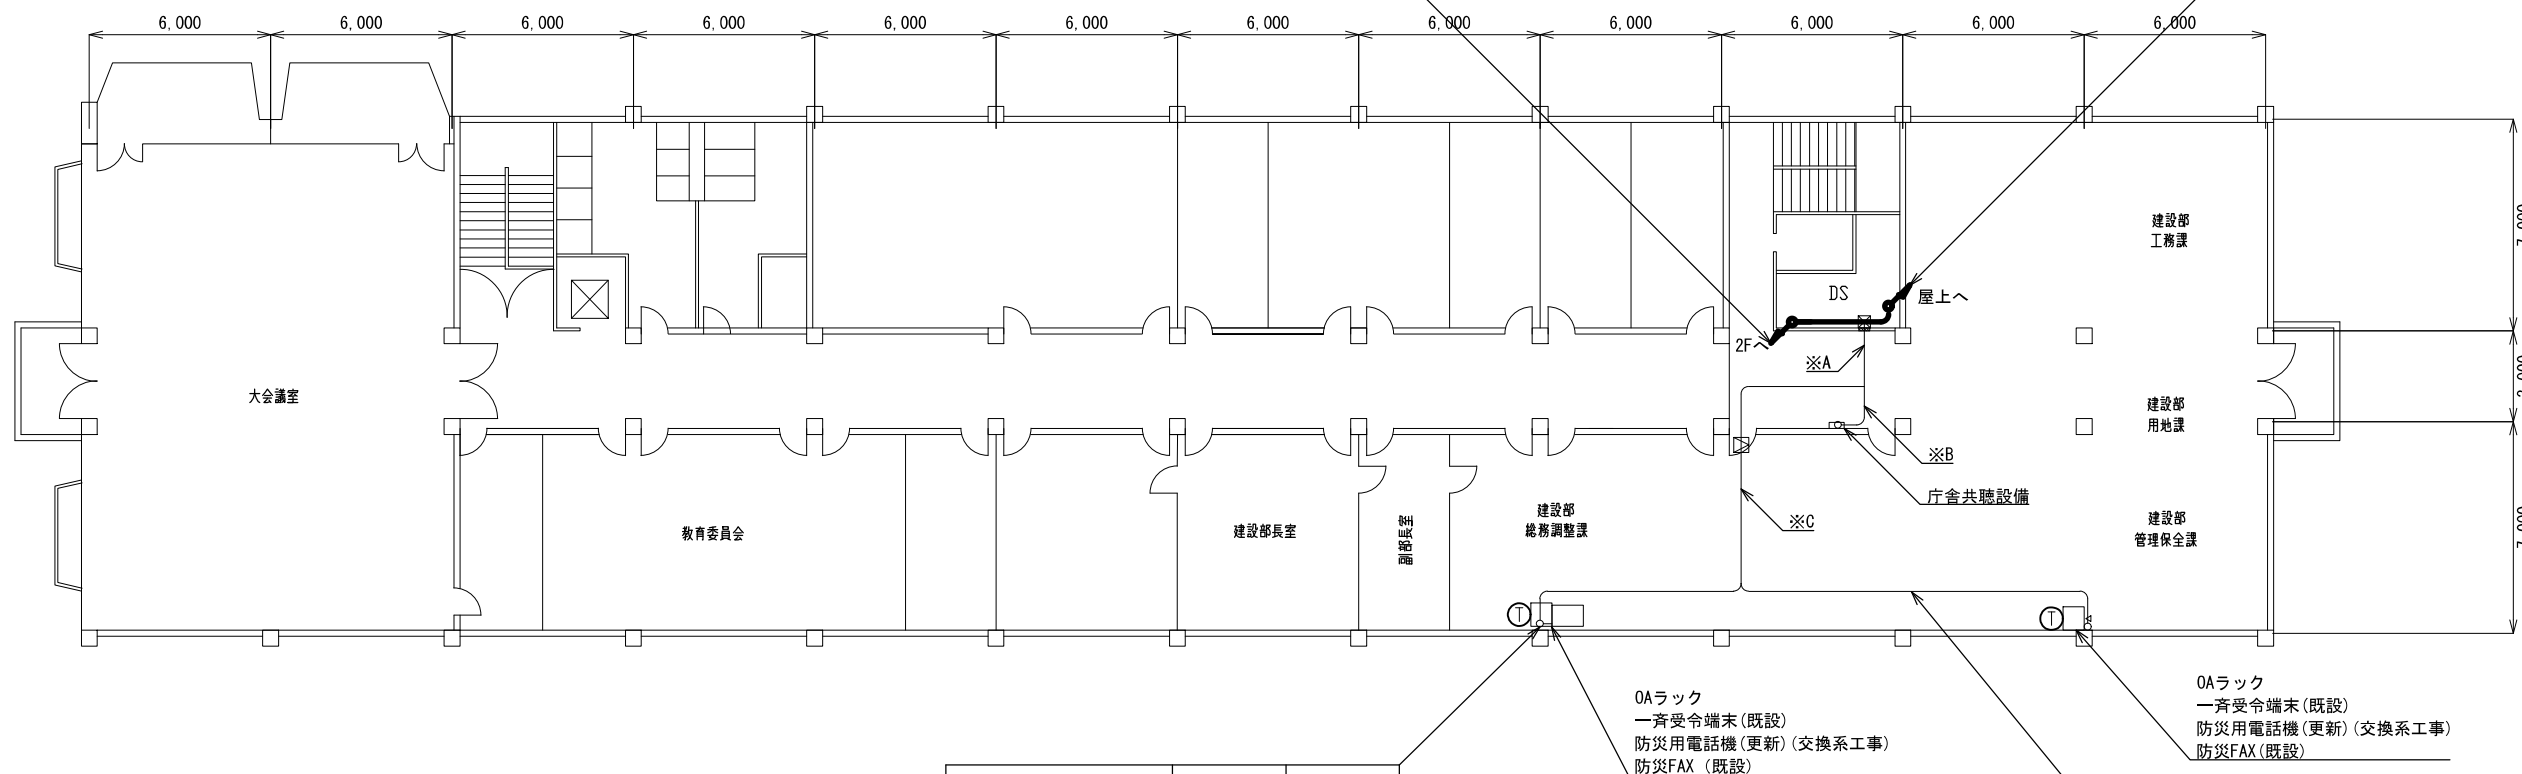 6,000 6,000 6,000 6,000 6,000 6,000 6,000 6,000 6,000 6,000 6,000 6,000
建設部
工務課
7,000
DS
屋上へ
2Fへ
※A
大会議室
建設部
用地課
※B
庁舎共聴設備
教育委員会
建設部長室
副部長室
建設部
総務調整課
※C
建設部
管理保全課
7,000
T
T
OAラック
一斉受令端末(既設)
防災用電話機(更新)(交換系工事)
防災FAX (既設)
OAラック
一斉受令端末(既設)
防災用電話機(更新)(交換系工事)
防災FAX(既設)